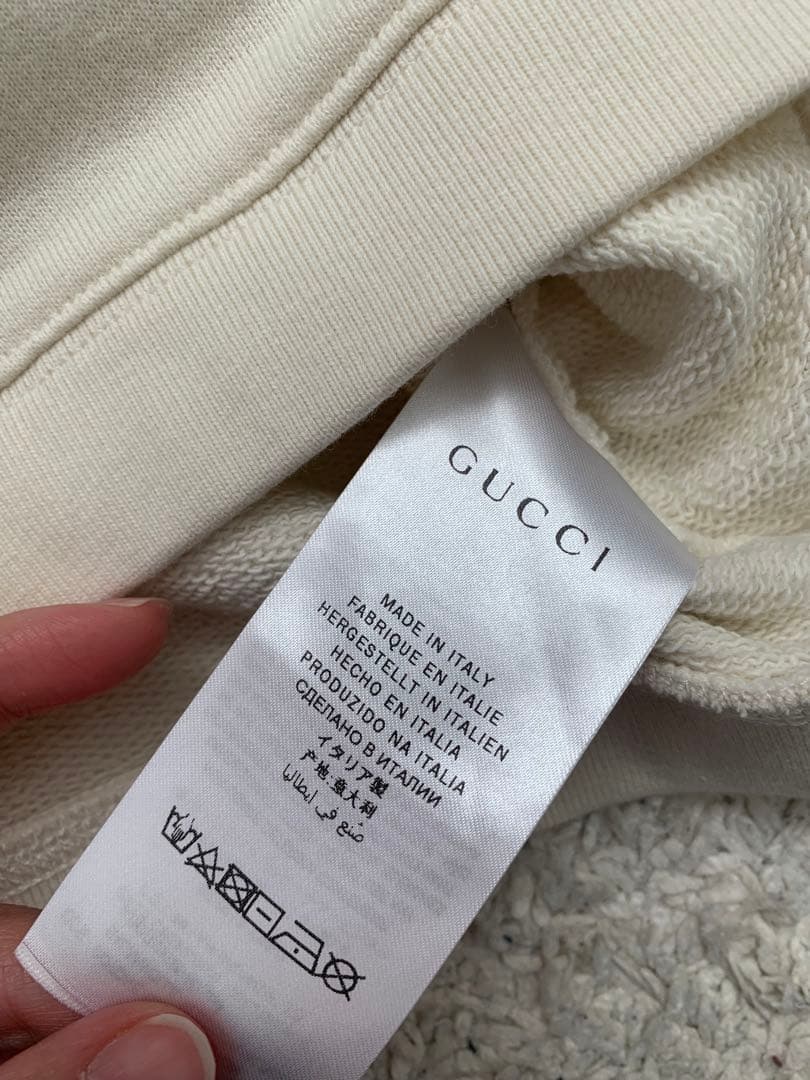 GUCCI
MADE IN ITALY
FABRIQUE EN ITALIE
HERGESTELLT IN ITALIEN
HECHO EN ITALIA
PRODUZIDO NA ITALIA
СДЕЛАНО В ИТАЛИИ
イタリア製
产地:意大利
صنع في ايطاليا